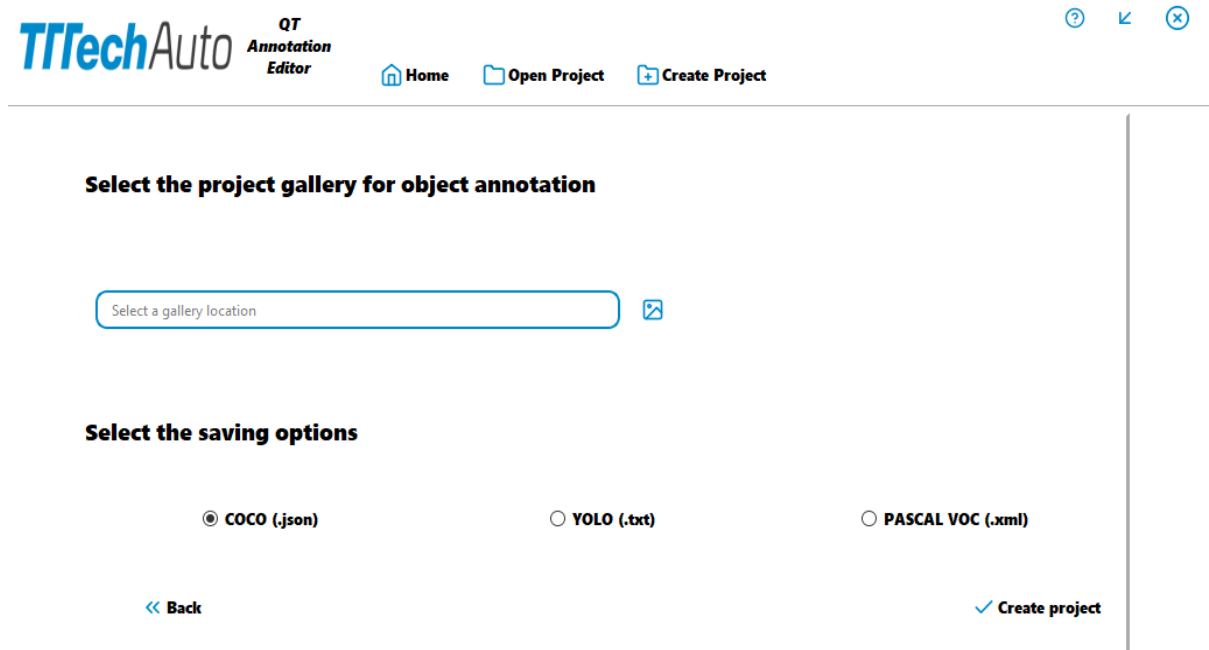 TTTechAuto
QT
Annotation
Editor
Home
Open Project
Create Project
Select the project gallery for object annotation
Select a gallery location
Select the saving options
COCO (.json)
YOLO (.txt)
PASCAL VOC (.xml)
Back
Create project